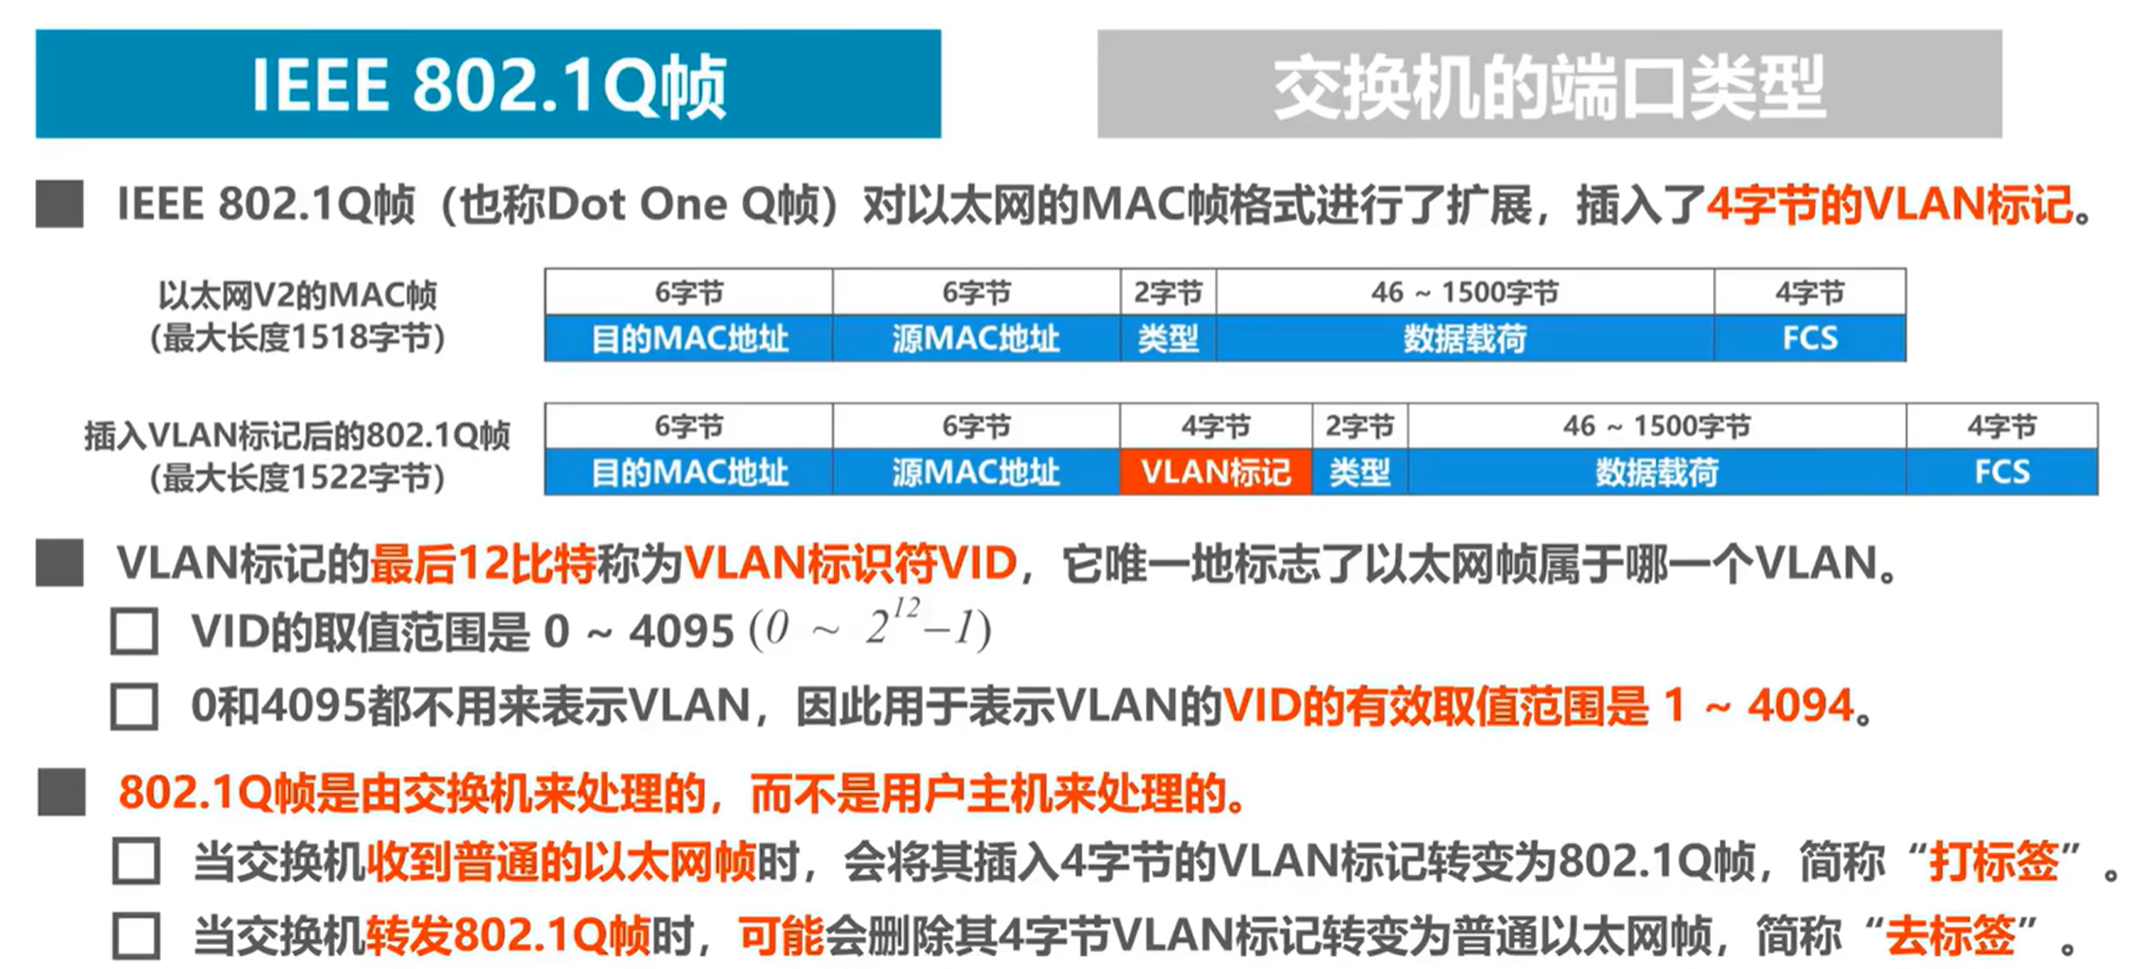 IEEE 802.1Q帧
交换机的端口类型
IEEE 802.1Q帧（也称Dot One Q帧）对以太网的MAC帧格式进行了扩展，插入了4字节的VLAN标记。
以太网V2的MAC帧
(最大长度1518字节)
6字节 6字节 2字节 46 ~ 1500字节 4字节
目的MAC地址 源MAC地址 类型 数据载荷 FCS
插入VLAN标记后的802.1Q帧
(最大长度1522字节)
6字节 6字节 4字节 2字节 46 ~ 1500字节 4字节
目的MAC地址 源MAC地址 VLAN标记 类型 数据载荷 FCS
VLAN标记的最后12比特称为VLAN标识符VID，它唯一地标志了以太网帧属于哪一个VLAN。
VID的取值范围是 0 ~ 4095 (0 ~ 2^12−1)
0和4095都不用来表示VLAN，因此用于表示VLAN的VID的有效取值范围是 1 ~ 4094。
802.1Q帧是由交换机来处理的，而不是用户主机来处理的。
当交换机收到普通的以太网帧时，会将其插入4字节的VLAN标记转变为802.1Q帧，简称“打标签”。
当交换机转发802.1Q帧时，可能会删除其4字节VLAN标记转变为普通以太网帧，简称“去标签”。